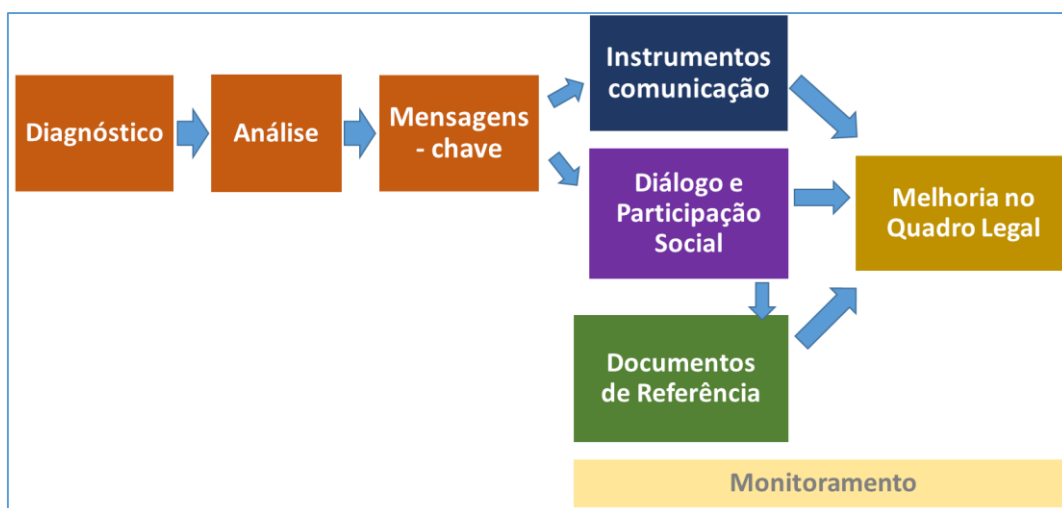 Diagnóstico
Análise
Mensagens
- chave
Instrumentos
comunicação
Diálogo e
Participação
Social
Documentos
de Referência
Melhoria no
Quadro Legal
Monitoramento